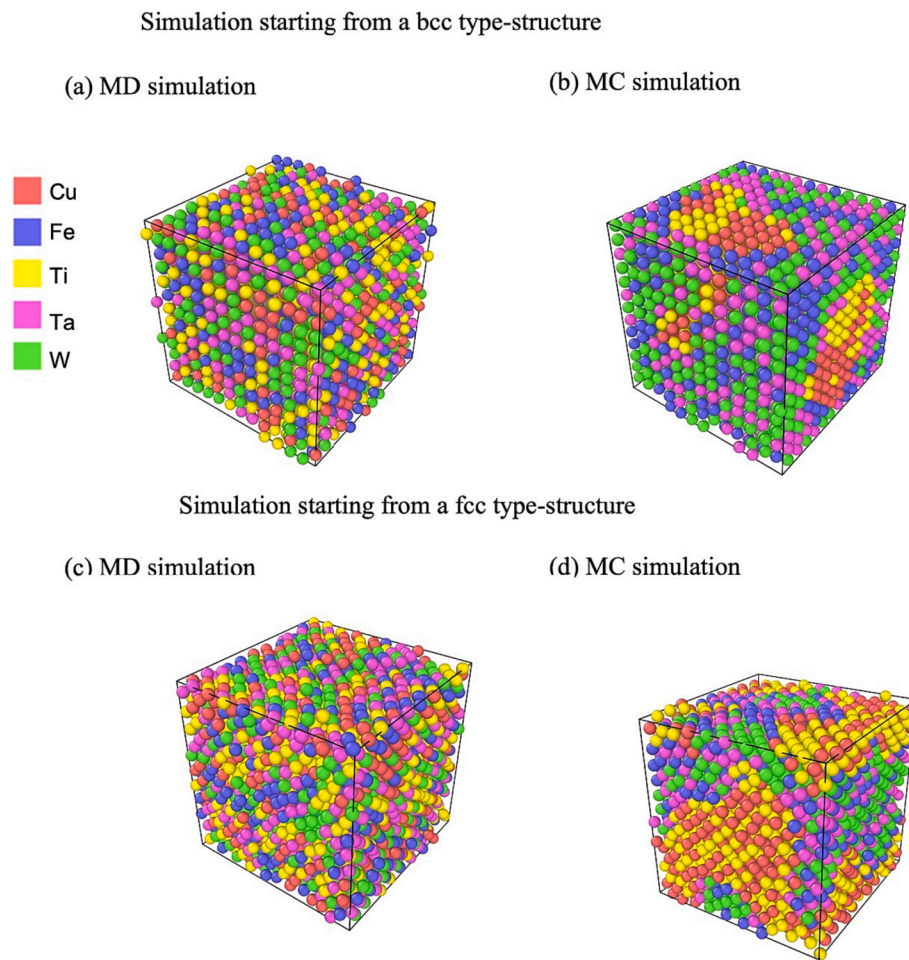 Simulation starting from a bcc type-structure
(a) MD simulation
(b) MC simulation
Cu
Fe
Ti
Ta
W
Simulation starting from a fcc type-structure
(c) MD simulation
(d) MC simulation